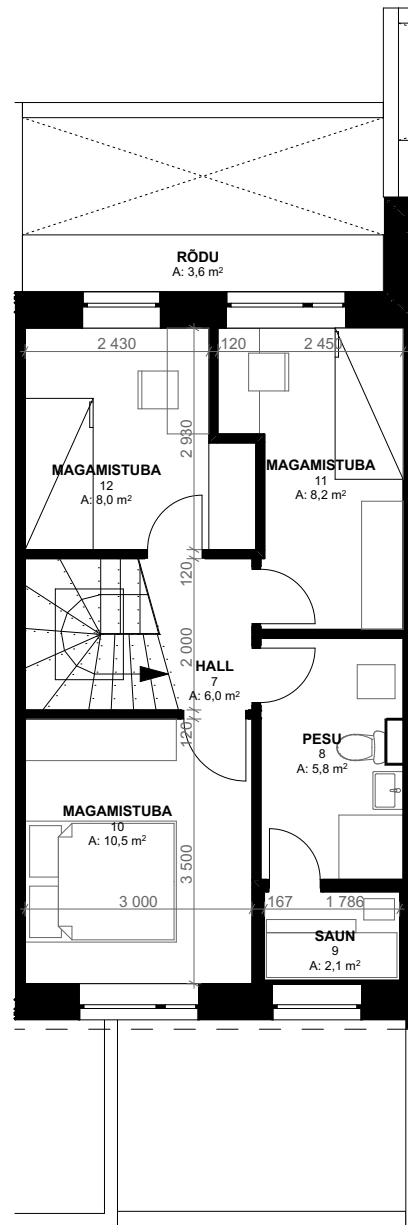 RÕDU
A: 3,6 m²
2 430
120
2 450
2 930
MAGAMISTUBA
12
A: 8,0 m²
MAGAMISTUBA
11
A: 8,2 m²
120
2 000
HALL
7
A: 6,0 m²
120
PESU
8
A: 5,8 m²
MAGAMISTUBA
10
A: 10,5 m²
3 500
3 000
167
1 786
SAUN
9
A: 2,1 m²